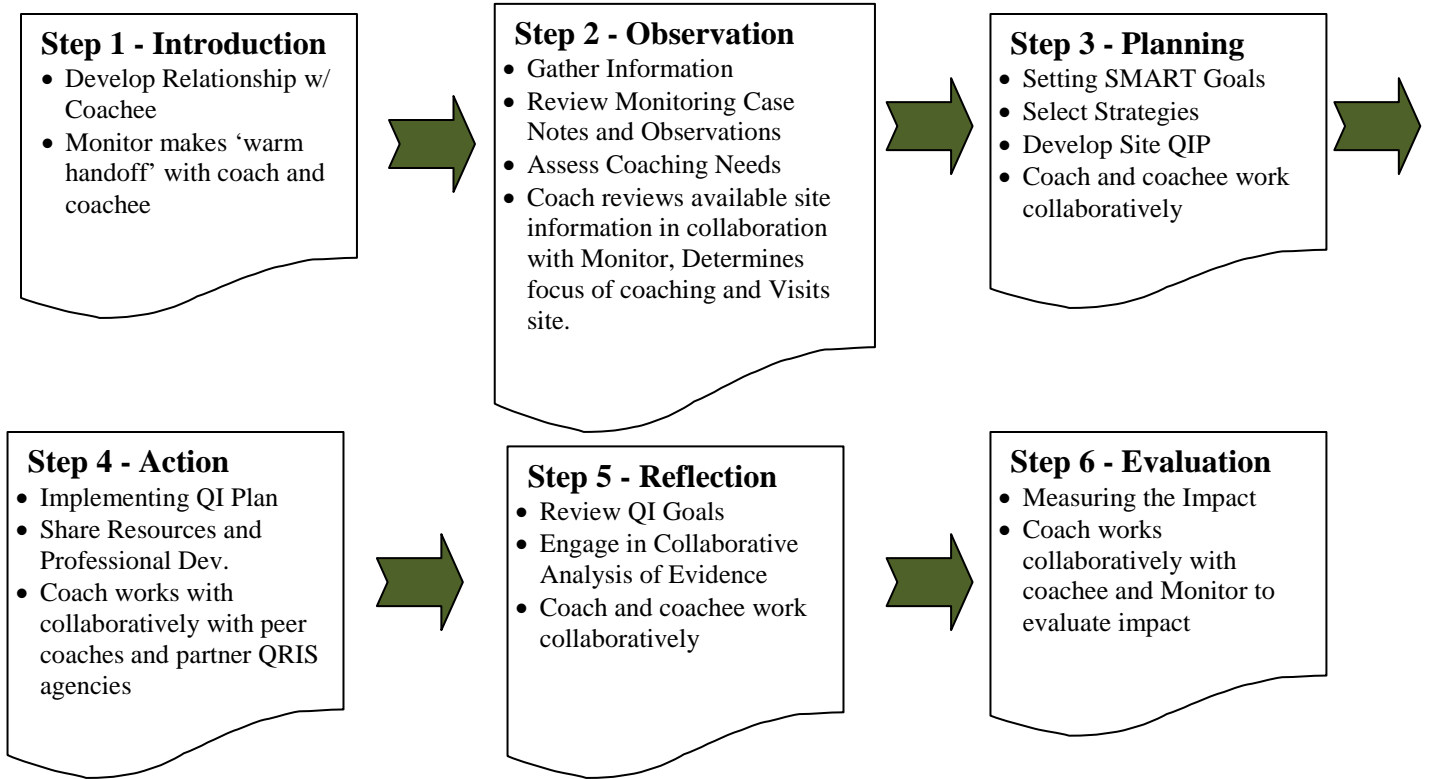 Step 1 - Introduction
• Develop Relationship w/
Coachee
• Monitor makes ‘warm
handoff’ with coach and
coachee
Step 2 - Observation
• Gather Information
• Review Monitoring Case
Notes and Observations
• Assess Coaching Needs
• Coach reviews available site
information in collaboration
with Monitor, Determines
focus of coaching and Visits
site.
Step 3 - Planning
• Setting SMART Goals
• Select Strategies
• Develop Site QIP
• Coach and coachee work
collaboratively
Step 4 - Action
• Implementing QI Plan
• Share Resources and
Professional Dev.
• Coach works with
collaboratively with peer
coaches and partner QRIS
agencies
Step 5 - Reflection
• Review QI Goals
• Engage in Collaborative
Analysis of Evidence
• Coach and coachee work
collaboratively
Step 6 - Evaluation
• Measuring the Impact
• Coach works
collaboratively with
coachee and Monitor to
evaluate impact